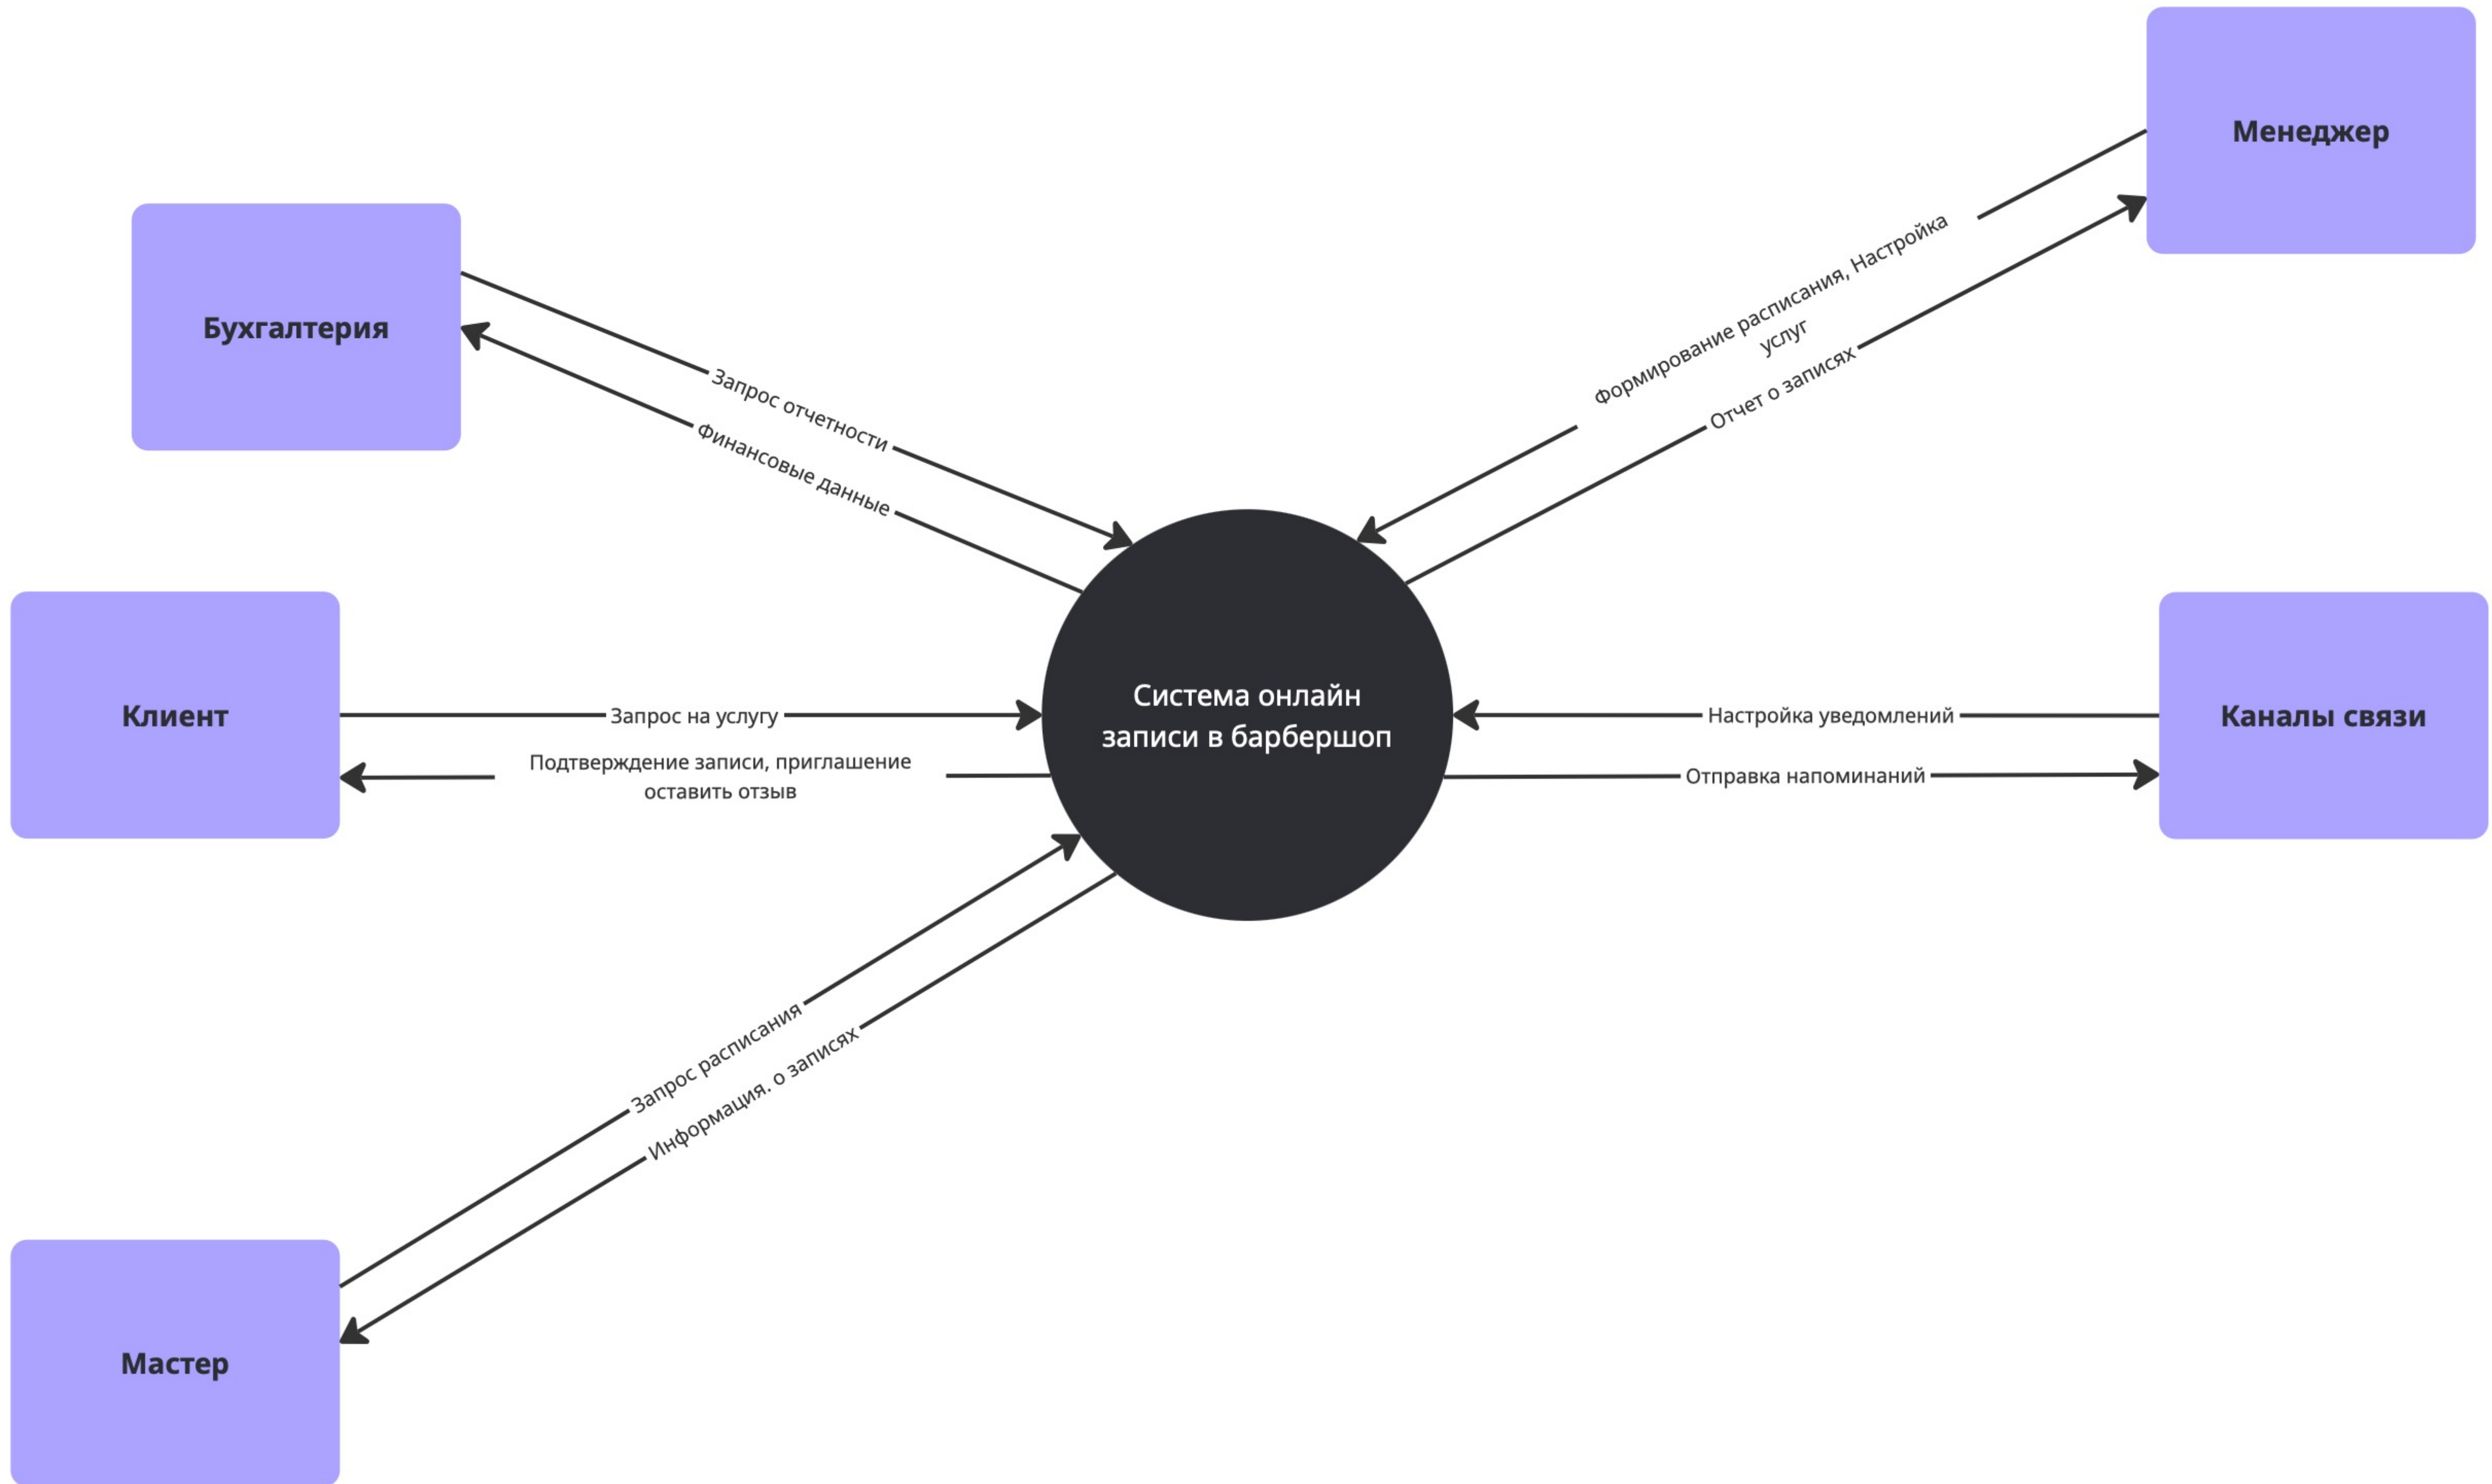 Менеджер
Бухгалтерия
Формирование расписания, Настройка
услуг
Отчет о записях
Запрос отчетности
Финансовые данные
Клиент
Запрос на услугу
Подтверждение записи, приглашение
оставить отзыв
Система онлайн
записи в барбершоп
Настройка уведомлений
Отправка напоминаний
Каналы связи
Запрос расписания
Информация. о записях
Мастер